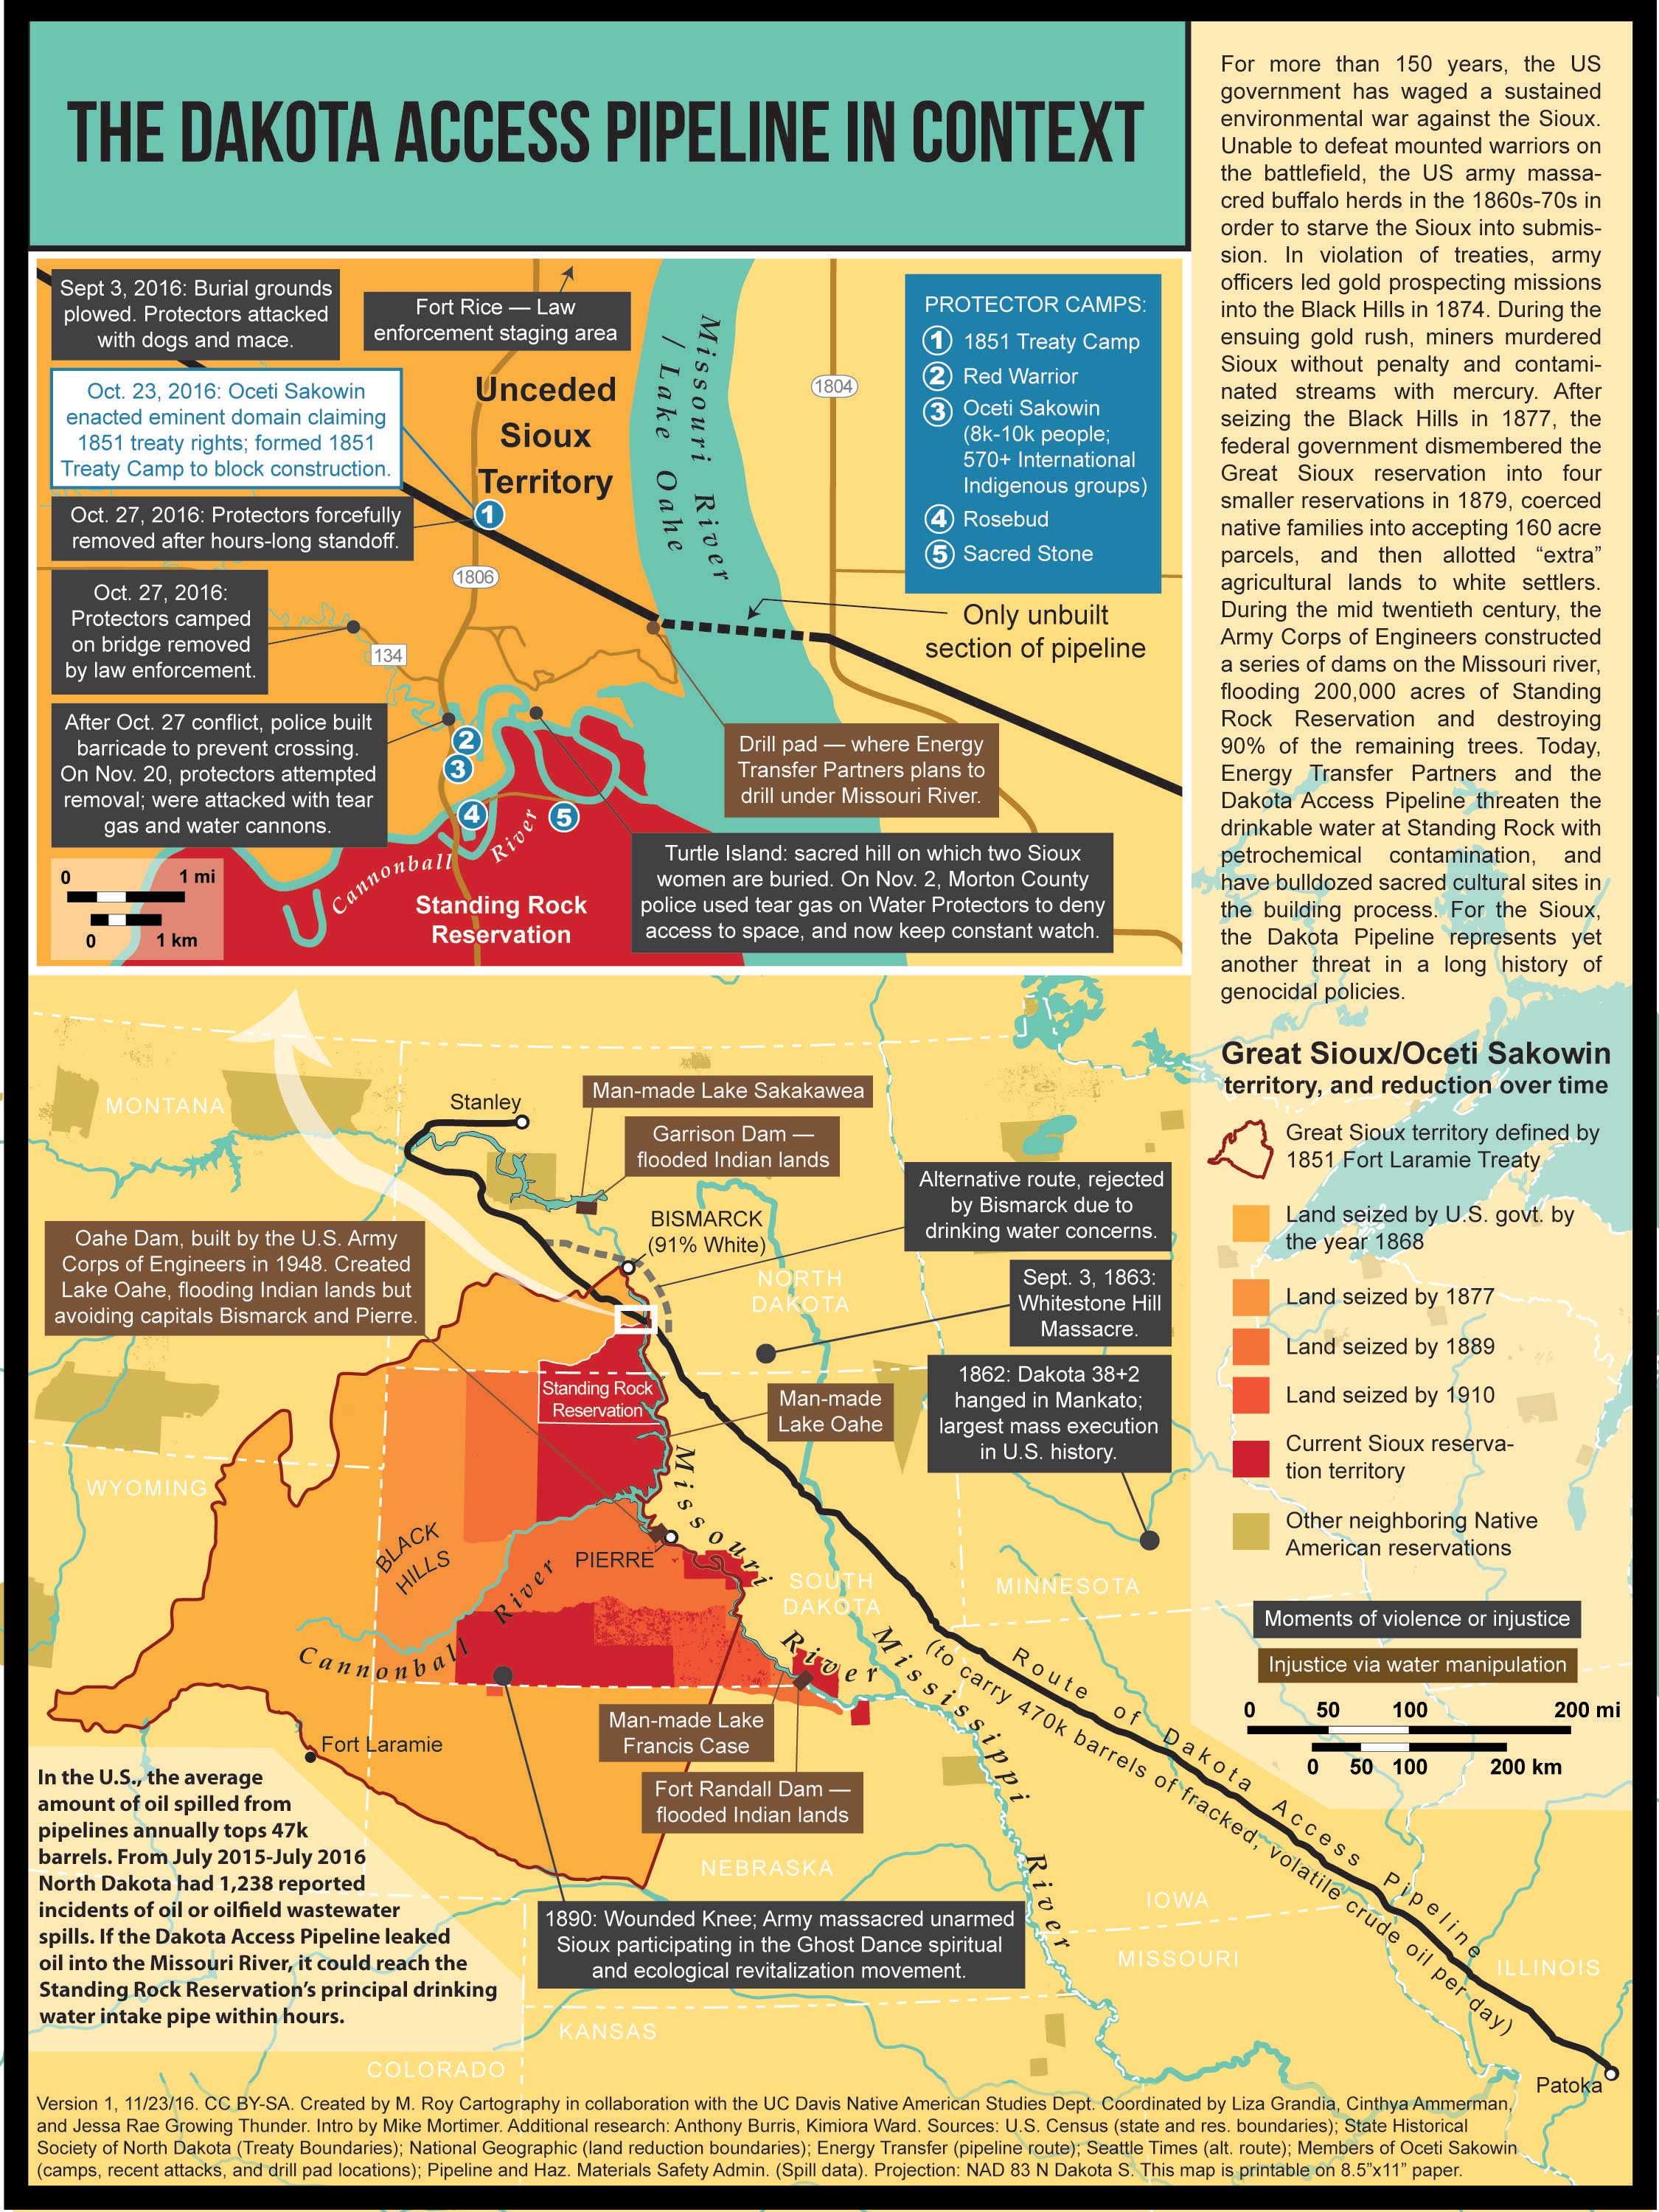 THE DAKOTA ACCESS PIPELINE IN CONTEXT
For more than 150 years, the US
government has waged a sustained
environmental war against the Sioux.
Unable to defeat mounted warriors on
the battlefield, the US army massa-
cred buffalo herds in the 1860s-70s in
order to starve the Sioux into submis-
sion. In violation of treaties, army
officers led gold prospecting missions
into the Black Hills in 1874. During the
ensuing gold rush, miners murdered
Sioux without penalty and contami-
nated streams with mercury. After
seizing the Black Hills in 1877, the
federal government dismembered the
Great Sioux reservation into four
smaller reservations in 1879, coerced
native families into accepting 160 acre
parcels, and then allotted “extra”
agricultural lands to white settlers.
During the mid twentieth century, the
Army Corps of Engineers constructed
a series of dams on the Missouri river,
flooding 200,000 acres of Standing
Rock Reservation and destroying
90% of the remaining trees. Today,
Energy Transfer Partners and the
Dakota Access Pipeline threaten the
drinkable water at Standing Rock with
petrochemical contamination, and
have bulldozed sacred cultural sites in
the building process. For the Sioux,
the Dakota Pipeline represents yet
another threat in a long history of
genocidal policies.
Sept 3, 2016: Burial grounds
plowed. Protectors attacked
with dogs and mace.
Fort Rice — Law
enforcement staging area
Oct. 23, 2016: Oceti Sakowin
enacted eminent domain claiming
1851 treaty rights; formed 1851
Treaty Camp to block construction.
Unceded
Sioux
Territory
Missouri River
/ Lake Oahe
1804
PROTECTOR CAMPS:
1 1851 Treaty Camp
2 Red Warrior
3 Oceti Sakowin
(8k-10k people;
570+ International
Indigenous groups)
4 Rosebud
5 Sacred Stone
1
Oct. 27, 2016: Protectors forcefully
removed after hours-long standoff.
1806
Oct. 27, 2016:
Protectors camped
on bridge removed
by law enforcement.
134
Only unbuilt
section of pipeline
After Oct. 27 conflict, police built
barricade to prevent crossing.
On Nov. 20, protectors attempted
removal; were attacked with tear
gas and water cannons.
2
3
4
5
Drill pad — where Energy
Transfer Partners plans to
drill under Missouri River.
Cannonball River
Turtle Island: sacred hill on which two Sioux
women are buried. On Nov. 2, Morton County
police used tear gas on Water Protectors to deny
access to space, and now keep constant watch.
Standing Rock
Reservation
0 1 mi
0 1 km
MONTANA
Stanley
Man-made Lake Sakakawea
Garrison Dam —
flooded Indian lands
Alternative route, rejected
by Bismarck due to
drinking water concerns.
BISMARCK
(91% White)
Oahe Dam, built by the U.S. Army
Corps of Engineers in 1948. Created
Lake Oahe, flooding Indian lands but
avoiding capitals Bismarck and Pierre.
NORTH
DAKOTA
Sept. 3, 1863:
Whitestone Hill
Massacre.
1862: Dakota 38+2
hanged in Mankato;
largest mass execution
in U.S. history.
Standing Rock
Reservation
Man-made
Lake Oahe
WYOMING
BLACK
HILLS
PIERRE
Missouri River
SOUTH
DAKOTA
MINNESOTA
Cannonball River
Mississippi River
Route of Dakota Access Pipeline
(to carry 470k barrels of fracked, volatile crude oil per day)
Man-made Lake
Francis Case
Fort Randall Dam —
flooded Indian lands
Fort Laramie
NEBRASKA
IOWA
MISSOURI
ILLINOIS
KANSAS
COLORADO
Patoka
1890: Wounded Knee; Army massacred unarmed
Sioux participating in the Ghost Dance spiritual
and ecological revitalization movement.
In the U.S., the average
amount of oil spilled from
pipelines annually tops 47k
barrels. From July 2015-July 2016
North Dakota had 1,238 reported
incidents of oil or oilfield wastewater
spills. If the Dakota Access Pipeline leaked
oil into the Missouri River, it could reach the
Standing Rock Reservation’s principal drinking
water intake pipe within hours.
Great Sioux/Oceti Sakowin
territory, and reduction over time
Great Sioux territory defined by
1851 Fort Laramie Treaty
Land seized by U.S. govt. by
the year 1868
Land seized by 1877
Land seized by 1889
Land seized by 1910
Current Sioux reserva-
tion territory
Other neighboring Native
American reservations
Moments of violence or injustice
Injustice via water manipulation
0 50 100 200 mi
0 50 100 200 km
Version 1, 11/23/16. CC BY-SA. Created by M. Roy Cartography in collaboration with the UC Davis Native American Studies Dept. Coordinated by Liza Grandia, Cinthya Ammerman,
and Jessa Rae Growing Thunder. Intro by Mike Mortimer. Additional research: Anthony Burris, Kimiora Ward. Sources: U.S. Census (state and res. boundaries); State Historical
Society of North Dakota (Treaty Boundaries); National Geographic (land reduction boundaries); Energy Transfer (pipeline route); Seattle Times (alt. route); Members of Oceti Sakowin
(camps, recent attacks, and drill pad locations); Pipeline and Haz. Materials Safety Admin. (Spill data). Projection: NAD 83 N Dakota S. This map is printable on 8.5”x11” paper.